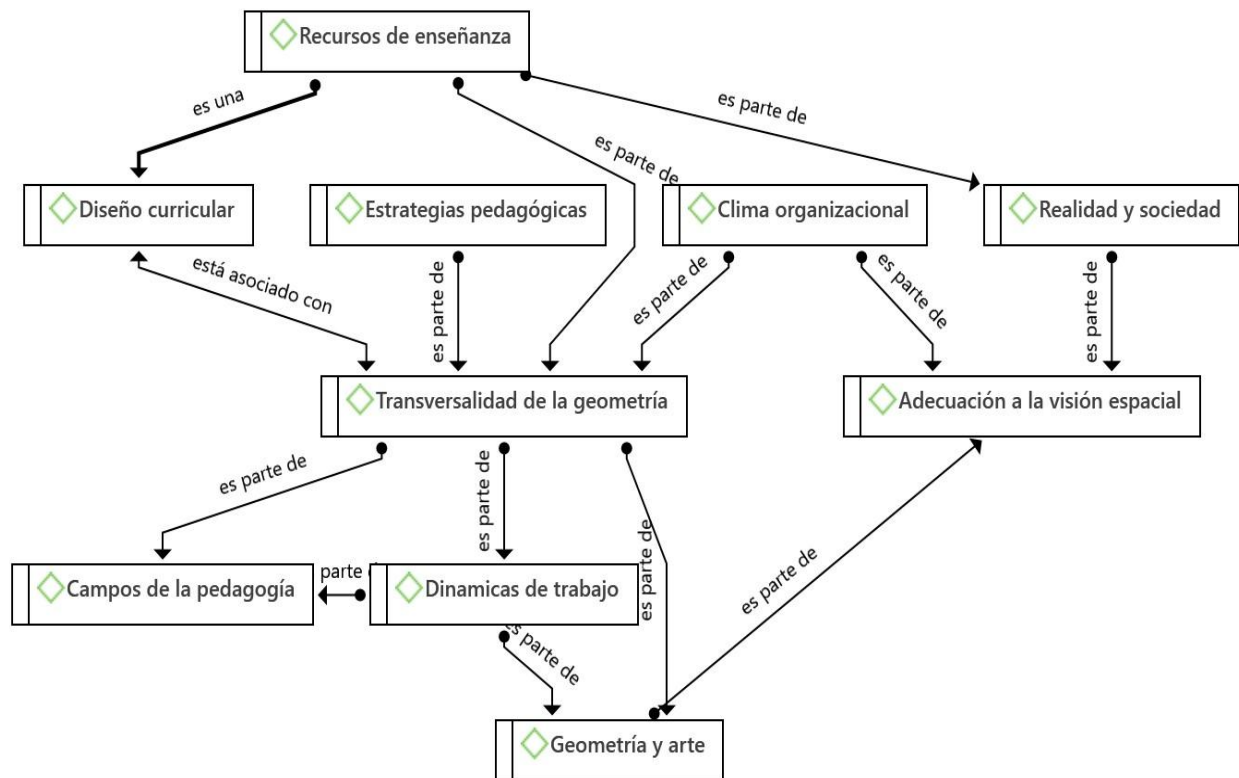 Recursos de enseñanza
es una
es parte de
es parte de
Diseño curricular
Estrategias pedagógicas
Clima organizacional
Realidad y sociedad
está asociado con
es parte de
es parte de
es parte de
es parte de
Transversalidad de la geometría
Adecuación a la visión espacial
es parte de
es parte de
es parte de
es parte de
Campos de la pedagogía
parte
Dinamicas de trabajo
es parte de
Geometría y arte